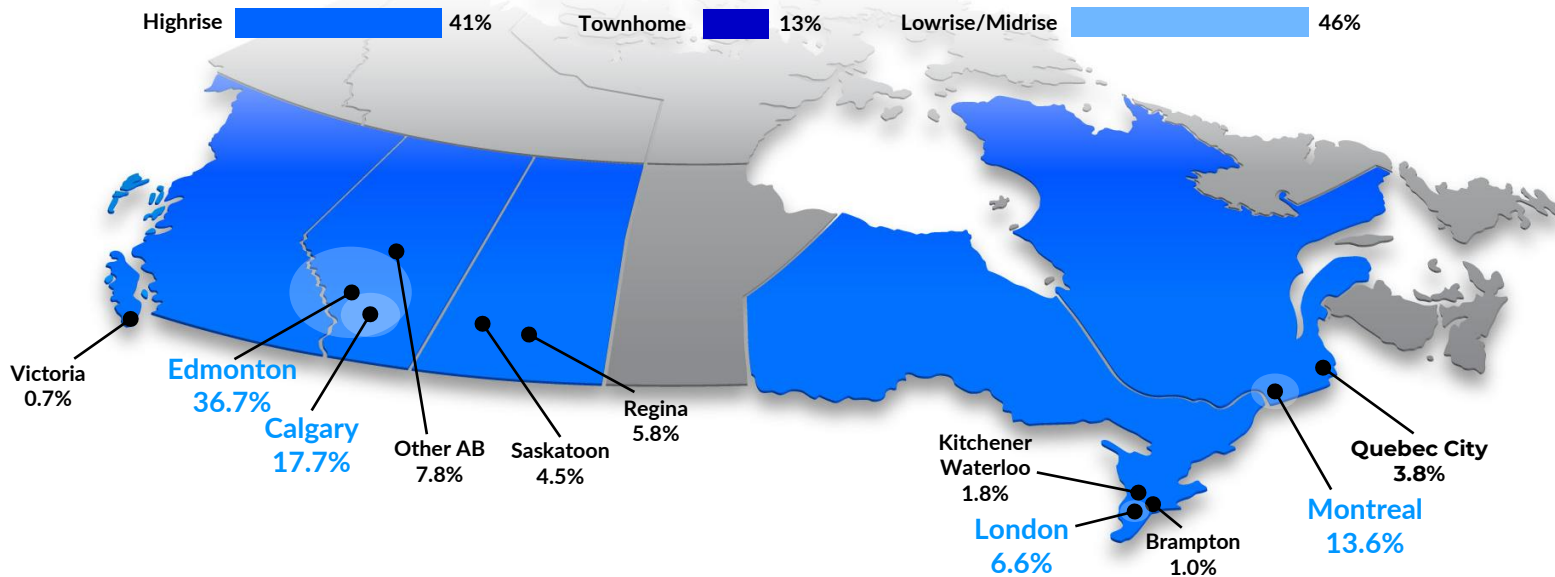 Highrise 41% Townhome 13% Lowrise/Midrise 46%
Victoria
0.7%
Edmonton
36.7%
Calgary
17.7%
Other AB
7.8%
Saskatoon
4.5%
Regina
5.8%
Kitchener
Waterloo
1.8%
London
6.6%
Brampton
1.0%
Montreal
13.6%
Quebec City
3.8%